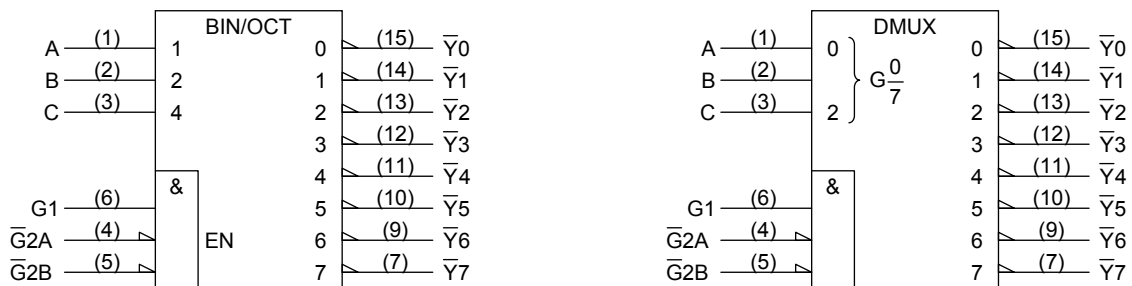 BIN/OCT
A (1) 1 0 (15) Y̅0
B (2) 2 1 (14) Y̅1
C (3) 4 2 (13) Y̅2
3 (12) Y̅3
& 4 (11) Y̅4
G1 (6) 5 (10) Y̅5
G̅2A (4) EN 6 (9) Y̅6
G̅2B (5) 7 (7) Y̅7
DMUX
A (1) 0 0 (15) Y̅0
B (2) G 0/7 1 (14) Y̅1
C (3) 2 2 (13) Y̅2
3 (12) Y̅3
& 4 (11) Y̅4
G1 (6) 5 (10) Y̅5
G̅2A (4) 6 (9) Y̅6
G̅2B (5) 7 (7) Y̅7